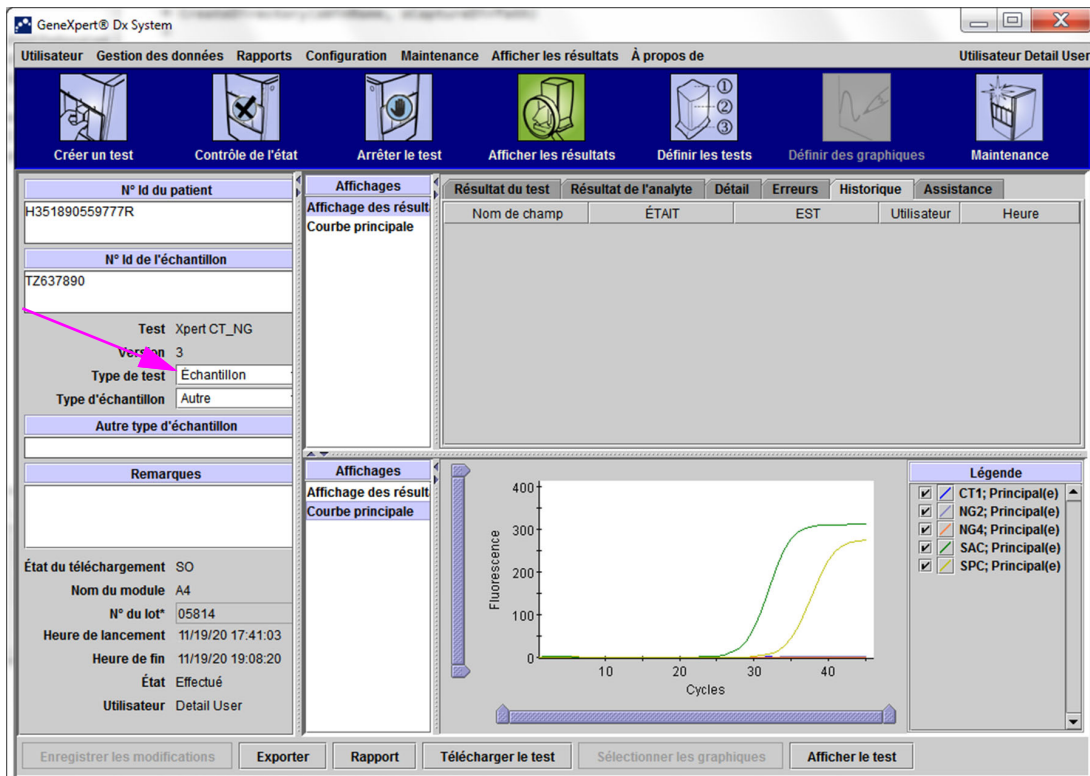 GeneXpert® Dx System
Utilisateur Gestion des données Rapports Configuration Maintenance Afficher les résultats À propos de Utilisateur Detail User
Créer un test Contrôle de l'état Arrêter le test Afficher les résultats Définir les tests Définir des graphiques Maintenance
N° Id du patient
H351890559777R
N° Id de l'échantillon
TZ637890
Test Xpert CT_NG
Version 3
Type de test Échantillon
Type d'échantillon Autre
Autre type d'échantillon
Remarques
État du téléchargement SO
Nom du module A4
N° du lot* 05814
Heure de lancement 11/19/20 17:41:03
Heure de fin 11/19/20 19:08:20
État Effectué
Utilisateur Detail User
Affichages
Affichage des résult
Courbe principale
Résultat du test Résultat de l'analyte Détail Erreurs Historique Assistance
Nom de champ ÉTAIT EST Utilisateur Heure
Affichages
Affichage des résult
Courbe principale
Fluorescence
400
300
200
100
0
10 20 30 40
Cycles
Légende
CT1; Principal(e)
NG2; Principal(e)
NG4; Principal(e)
SAC; Principal(e)
SPC; Principal(e)
Enregistrer les modifications Exporter Rapport Télécharger le test Sélectionner les graphiques Afficher le test